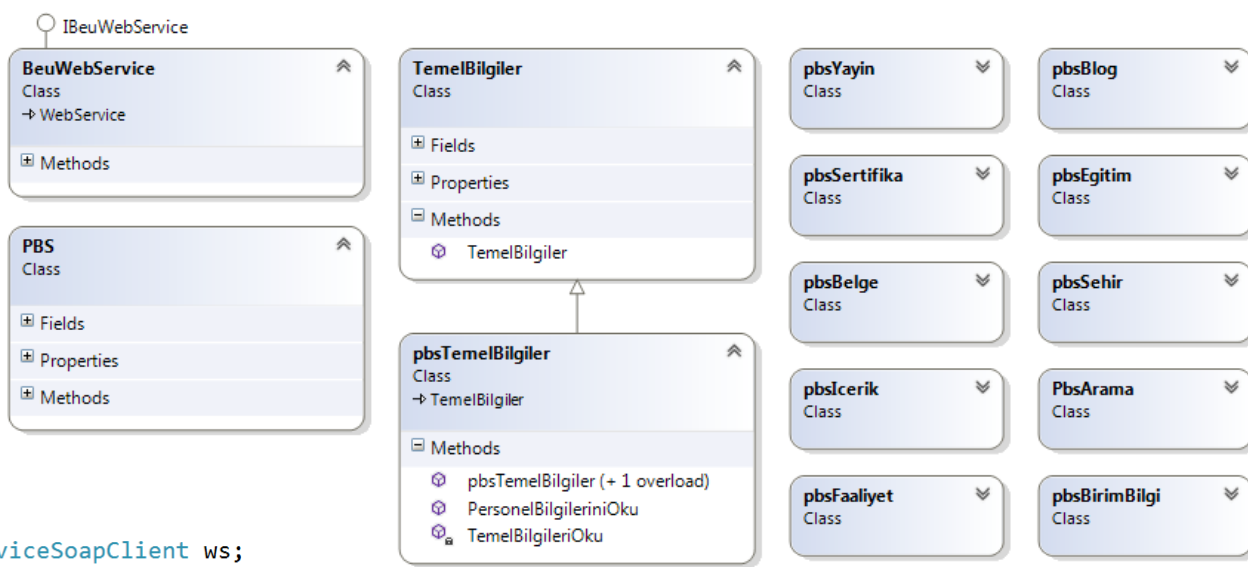 IBeuWebService
BeuWebService
Class
WebService
Methods
PBS
Class
Fields
Properties
Methods
viceSoapClient ws;
TemelBilgiler
Class
Fields
Properties
Methods
TemelBilgiler
pbsTemelBilgiler
Class
TemelBilgiler
Methods
pbsTemelBilgiler (+ 1 overload)
PersonelBilgileriniOku
TemelBilgileriOku
pbsYayin
Class
pbsSertifika
Class
pbsBelge
Class
pbsIcerik
Class
pbsFaaliyet
Class
pbsBlog
Class
pbsEgitim
Class
pbsSehir
Class
PbsArama
Class
pbsBirimBilgi
Class